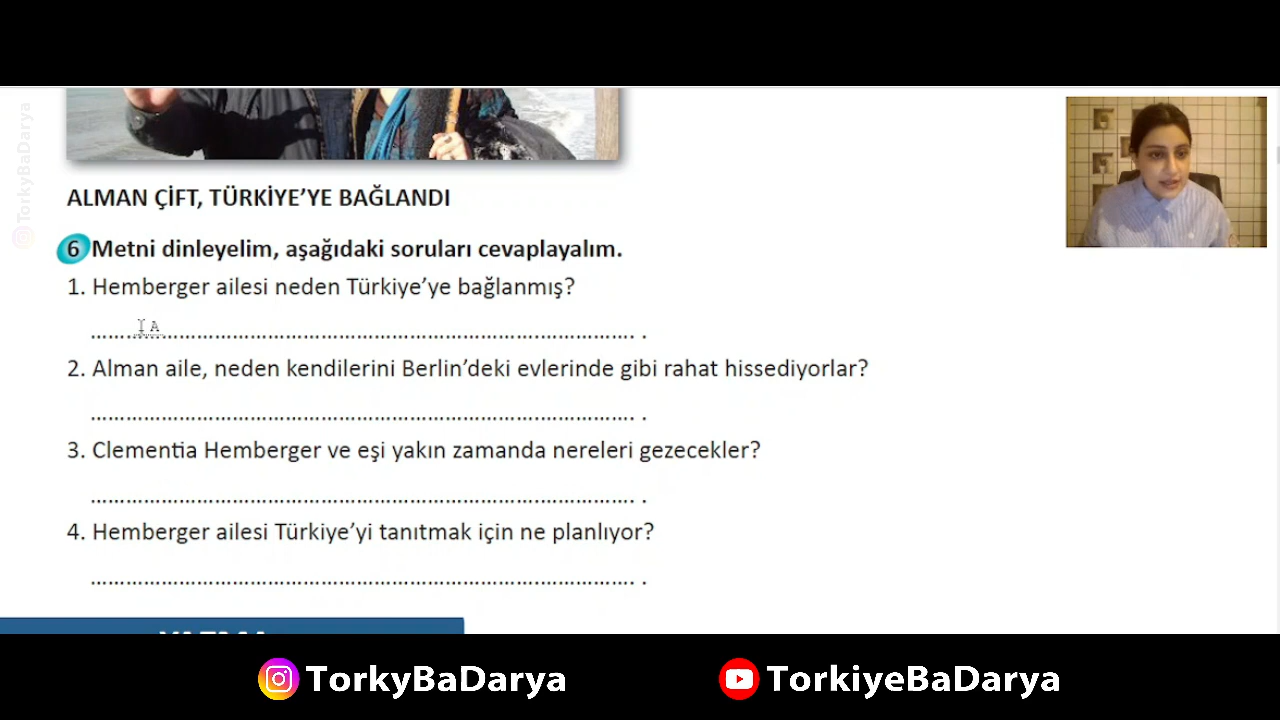 TorkyBaDarya
ALMAN ÇİFT, TÜRKİYE'YE BAĞLANDI
6 Metni dinleyelim, aşağıdaki soruları cevaplayalım.
1. Hemberger ailesi neden Türkiye'ye bağlanmış?
A
2. Alman aile, neden kendilerini Berlin'deki evlerinde gibi rahat hissediyorlar?
3. Clementia Hemberger ve eşi yakın zamanda nereleri gezecekler?
4. Hemberger ailesi Türkiye'yi tanıtmak için ne planlıyor?
TorkyBaDarya
TorkiyeBaDarya